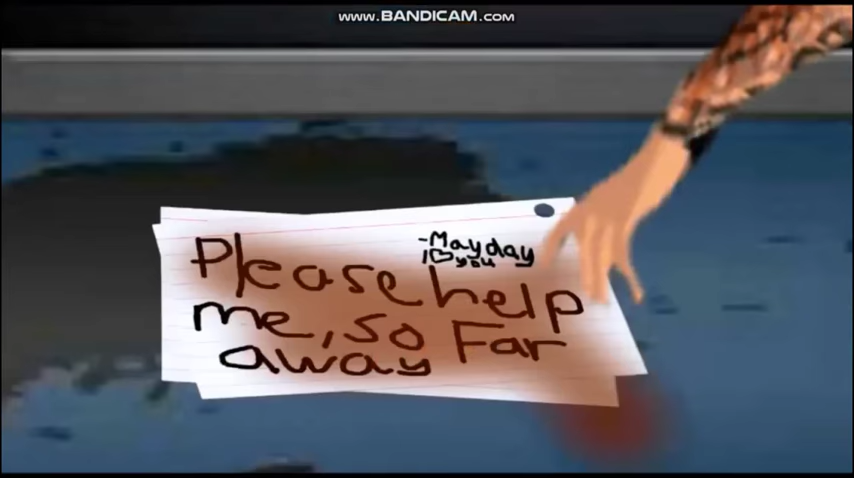 www.BANDICAM.com
-Mayday
I ♡ you
Please help
me, so Far
away